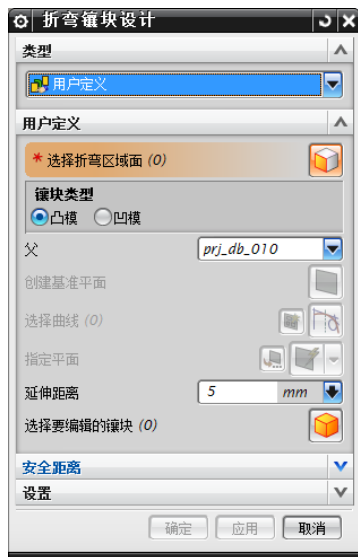 折弯镶块设计
类型
用户定义
用户定义
* 选择折弯区域面 (0)
镶块类型
凸模 凹模
父 prj_db_010
创建基准平面
选择曲线 (0)
指定平面
延伸距离 5 mm
选择要编辑的镶块 (0)
安全距离
设置
确定 应用 取消